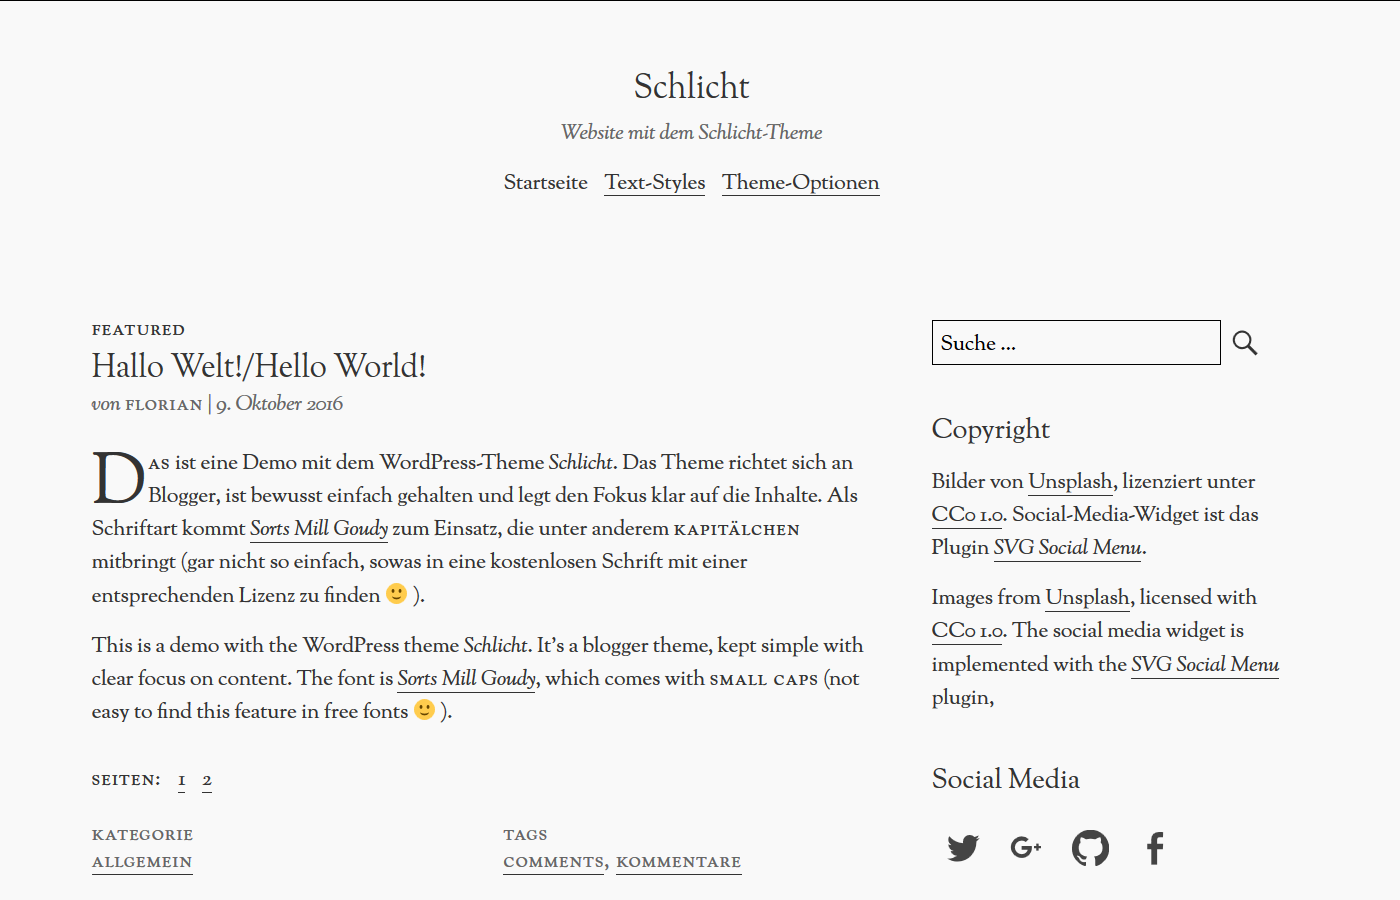 Schlicht
Website mit dem Schlicht-Theme
Startseite Text-Styles Theme-Optionen
FEATURED
Hallo Welt!/Hello World!
von FLORIAN | 9. Oktober 2016
DAS ist eine Demo mit dem WordPress-Theme Schlicht. Das Theme richtet sich an
Blogger, ist bewusst einfach gehalten und legt den Fokus klar auf die Inhalte. Als
Schriftart kommt Sorts Mill Goudy zum Einsatz, die unter anderem KAPITÄLCHEN
mitbringt (gar nicht so einfach, sowas in eine kostenlosen Schrift mit einer
entsprechenden Lizenz zu finden 🙂 ).
This is a demo with the WordPress theme Schlicht. It’s a blogger theme, kept simple with
clear focus on content. The font is Sorts Mill Goudy, which comes with SMALL CAPS (not
easy to find this feature in free fonts 🙂 ).
SEITEN: 1 2
KATEGORIE
ALLGEMEIN
TAGS
COMMENTS, KOMMENTARE
Suche …
Copyright
Bilder von Unsplash, lizenziert unter
CC0 1.0. Social-Media-Widget ist das
Plugin SVG Social Menu.
Images from Unsplash, licensed with
CC0 1.0. The social media widget is
implemented with the SVG Social Menu
plugin,
Social Media